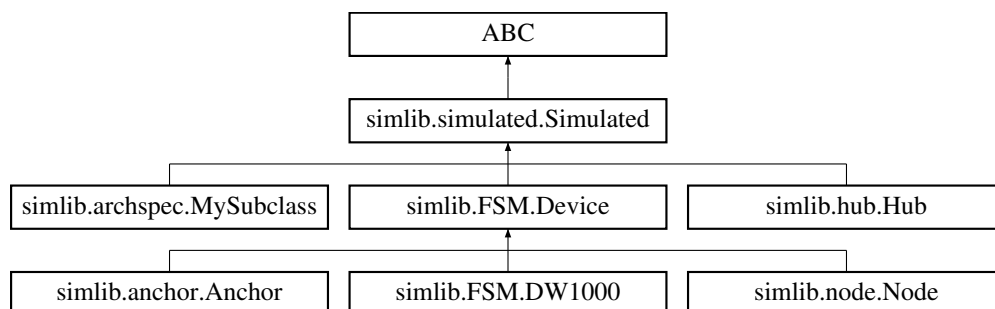 ABC
simlib.simulated.Simulated
simlib.archspec.MySubclass simlib.FSM.Device simlib.hub.Hub
simlib.anchor.Anchor simlib.FSM.DW1000 simlib.node.Node